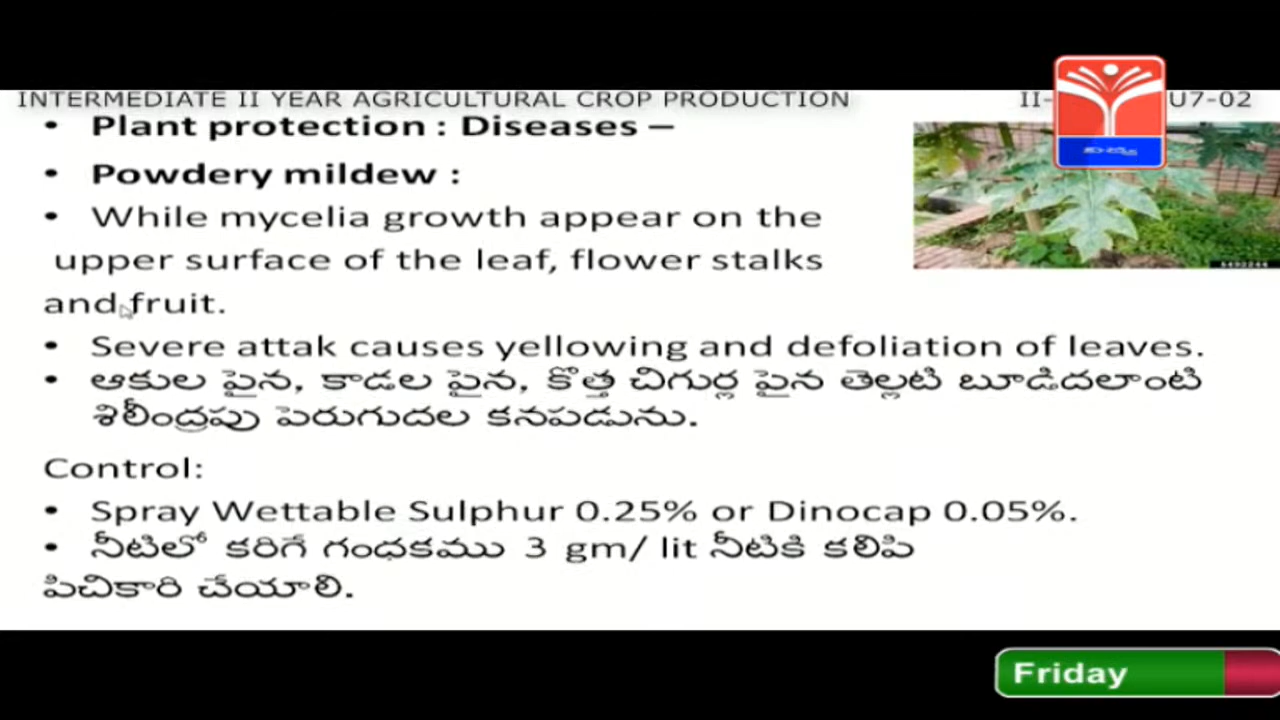 INTERMEDIATE II YEAR AGRICULTURAL CROP PRODUCTION II- U7-02
• Plant protection : Diseases –
• Powdery mildew :
• While mycelia growth appear on the
upper surface of the leaf, flower stalks
and fruit.
• Severe attak causes yellowing and defoliation of leaves.
• ఆకుల పైన, కాడల పైన, కొత్త చిగుర్ల పైన తెల్లటి బూడిదలాంటి
శిలీంద్రపు పెరుగుదల కనపడును.
Control:
• Spray Wettable Sulphur 0.25% or Dinocap 0.05%.
• నీటిలో కరిగే గంధకము 3 gm/ lit నీటికి కలిపి
పిచికారి చేయాలి.
Friday